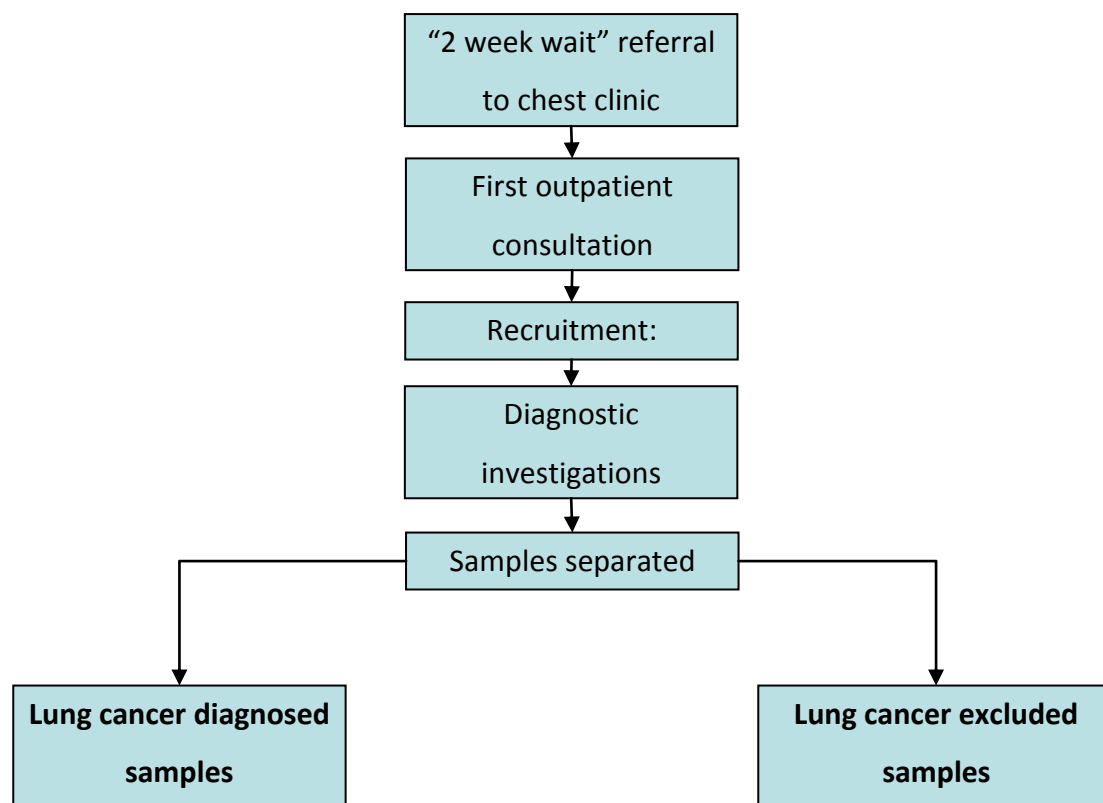 “2 week wait” referral
to chest clinic
First outpatient
consultation
Recruitment:
Diagnostic
investigations
Samples separated
Lung cancer diagnosed
samples
Lung cancer excluded
samples